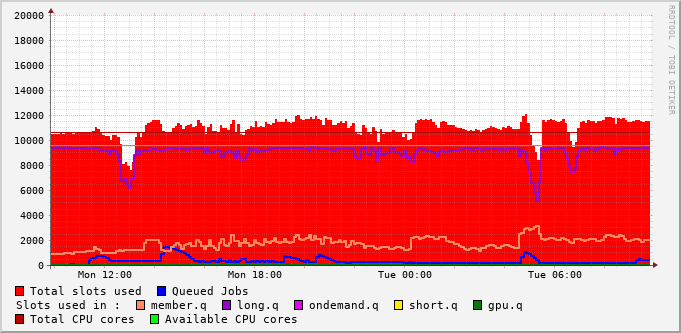 20000
18000
16000
14000
12000
10000
8000
6000
4000
2000
0
Mon 12:00 Mon 18:00 Tue 00:00 Tue 06:00
RRDTOOL / TOBI OETIKER
Total slots used Queued Jobs
Slots used in : member.q long.q ondemand.q short.q gpu.q
Total CPU cores Available CPU cores